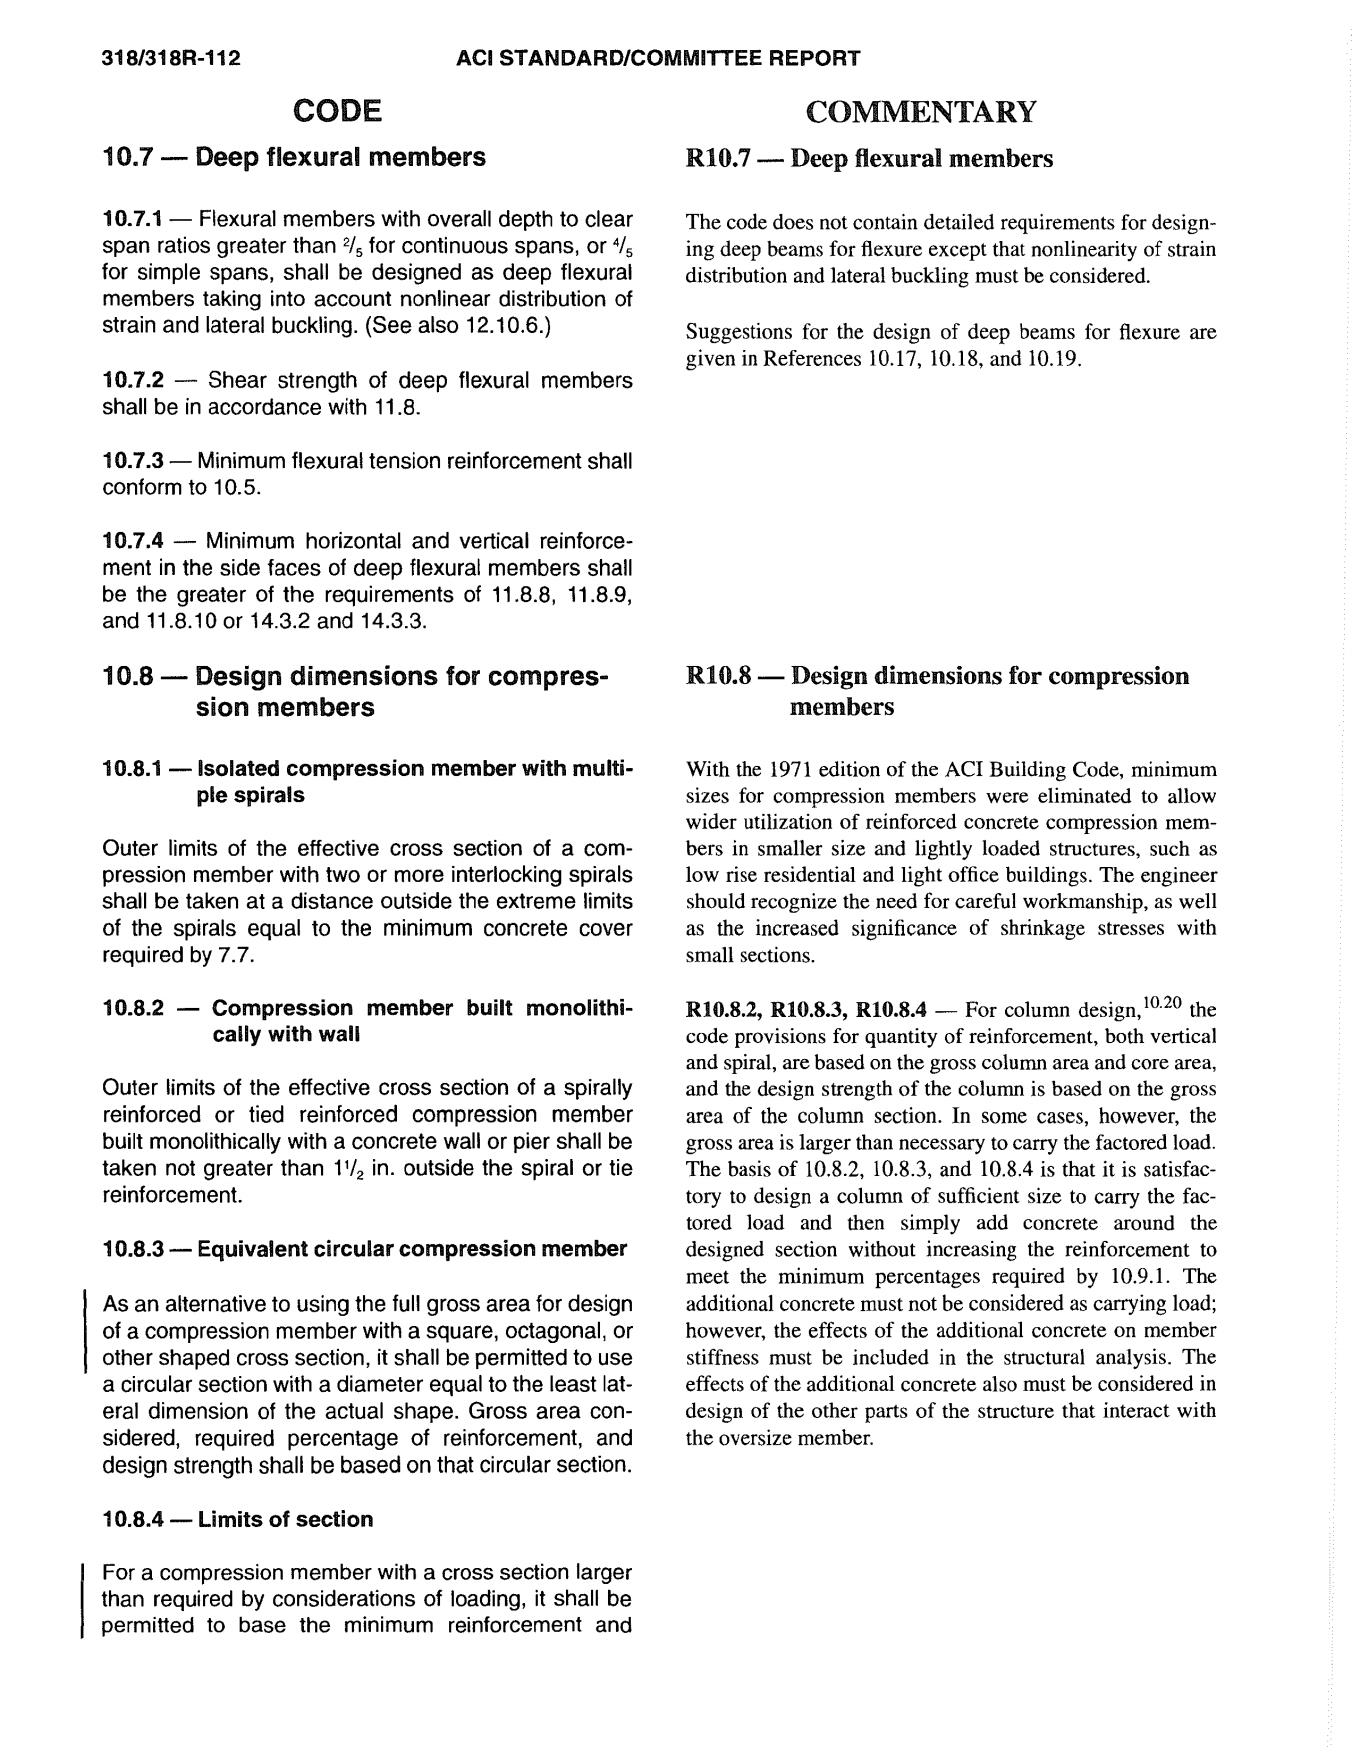 318/318R-112
ACI STANDARD/COMMITTEE REPORT
CODE
10.7 — Deep flexural members
10.7.1 — Flexural members with overall depth to clear
span ratios greater than 2/5 for continuous spans, or 4/5
for simple spans, shall be designed as deep flexural
members taking into account nonlinear distribution of
strain and lateral buckling. (See also 12.10.6.)
10.7.2 — Shear strength of deep flexural members
shall be in accordance with 11.8.
10.7.3 — Minimum flexural tension reinforcement shall
conform to 10.5.
10.7.4 — Minimum horizontal and vertical reinforce-
ment in the side faces of deep flexural members shall
be the greater of the requirements of 11.8.8, 11.8.9,
and 11.8.10 or 14.3.2 and 14.3.3.
10.8 — Design dimensions for compres-
sion members
10.8.1 — Isolated compression member with multi-
ple spirals
Outer limits of the effective cross section of a com-
pression member with two or more interlocking spirals
shall be taken at a distance outside the extreme limits
of the spirals equal to the minimum concrete cover
required by 7.7.
10.8.2 — Compression member built monolithi-
cally with wall
Outer limits of the effective cross section of a spirally
reinforced or tied reinforced compression member
built monolithically with a concrete wall or pier shall be
taken not greater than 1 1/2 in. outside the spiral or tie
reinforcement.
10.8.3 — Equivalent circular compression member
As an alternative to using the full gross area for design
of a compression member with a square, octagonal, or
other shaped cross section, it shall be permitted to use
a circular section with a diameter equal to the least lat-
eral dimension of the actual shape. Gross area con-
sidered, required percentage of reinforcement, and
design strength shall be based on that circular section.
10.8.4 — Limits of section
For a compression member with a cross section larger
than required by considerations of loading, it shall be
permitted to base the minimum reinforcement and
COMMENTARY
R10.7 — Deep flexural members
The code does not contain detailed requirements for design-
ing deep beams for flexure except that nonlinearity of strain
distribution and lateral buckling must be considered.
Suggestions for the design of deep beams for flexure are
given in References 10.17, 10.18, and 10.19.
R10.8 — Design dimensions for compression
members
With the 1971 edition of the ACI Building Code, minimum
sizes for compression members were eliminated to allow
wider utilization of reinforced concrete compression mem-
bers in smaller size and lightly loaded structures, such as
low rise residential and light office buildings. The engineer
should recognize the need for careful workmanship, as well
as the increased significance of shrinkage stresses with
small sections.
R10.8.2, R10.8.3, R10.8.4 — For column design,10.20 the
code provisions for quantity of reinforcement, both vertical
and spiral, are based on the gross column area and core area,
and the design strength of the column is based on the gross
area of the column section. In some cases, however, the
gross area is larger than necessary to carry the factored load.
The basis of 10.8.2, 10.8.3, and 10.8.4 is that it is satisfac-
tory to design a column of sufficient size to carry the fac-
tored load and then simply add concrete around the
designed section without increasing the reinforcement to
meet the minimum percentages required by 10.9.1. The
additional concrete must not be considered as carrying load;
however, the effects of the additional concrete on member
stiffness must be included in the structural analysis. The
effects of the additional concrete also must be considered in
design of the other parts of the structure that interact with
the oversize member.